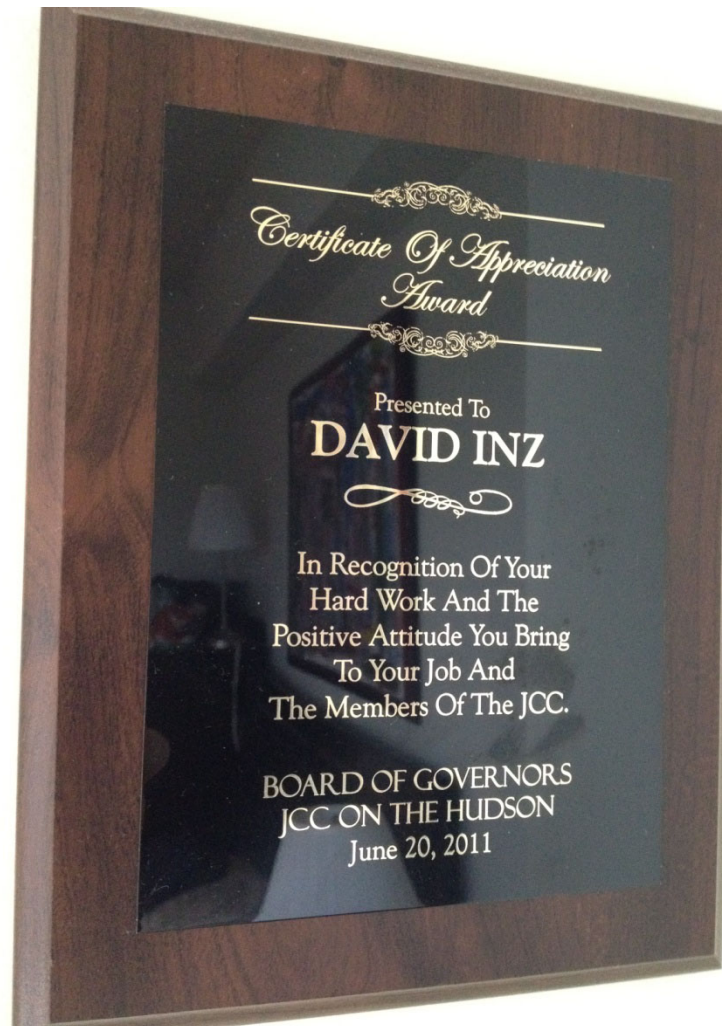 Certificate Of Appreciation
Award
Presented To
DAVID INZ
In Recognition Of Your
Hard Work And The
Positive Attitude You Bring
To Your Job And
The Members Of The JCC.
BOARD OF GOVERNORS
JCC ON THE HUDSON
June 20, 2011